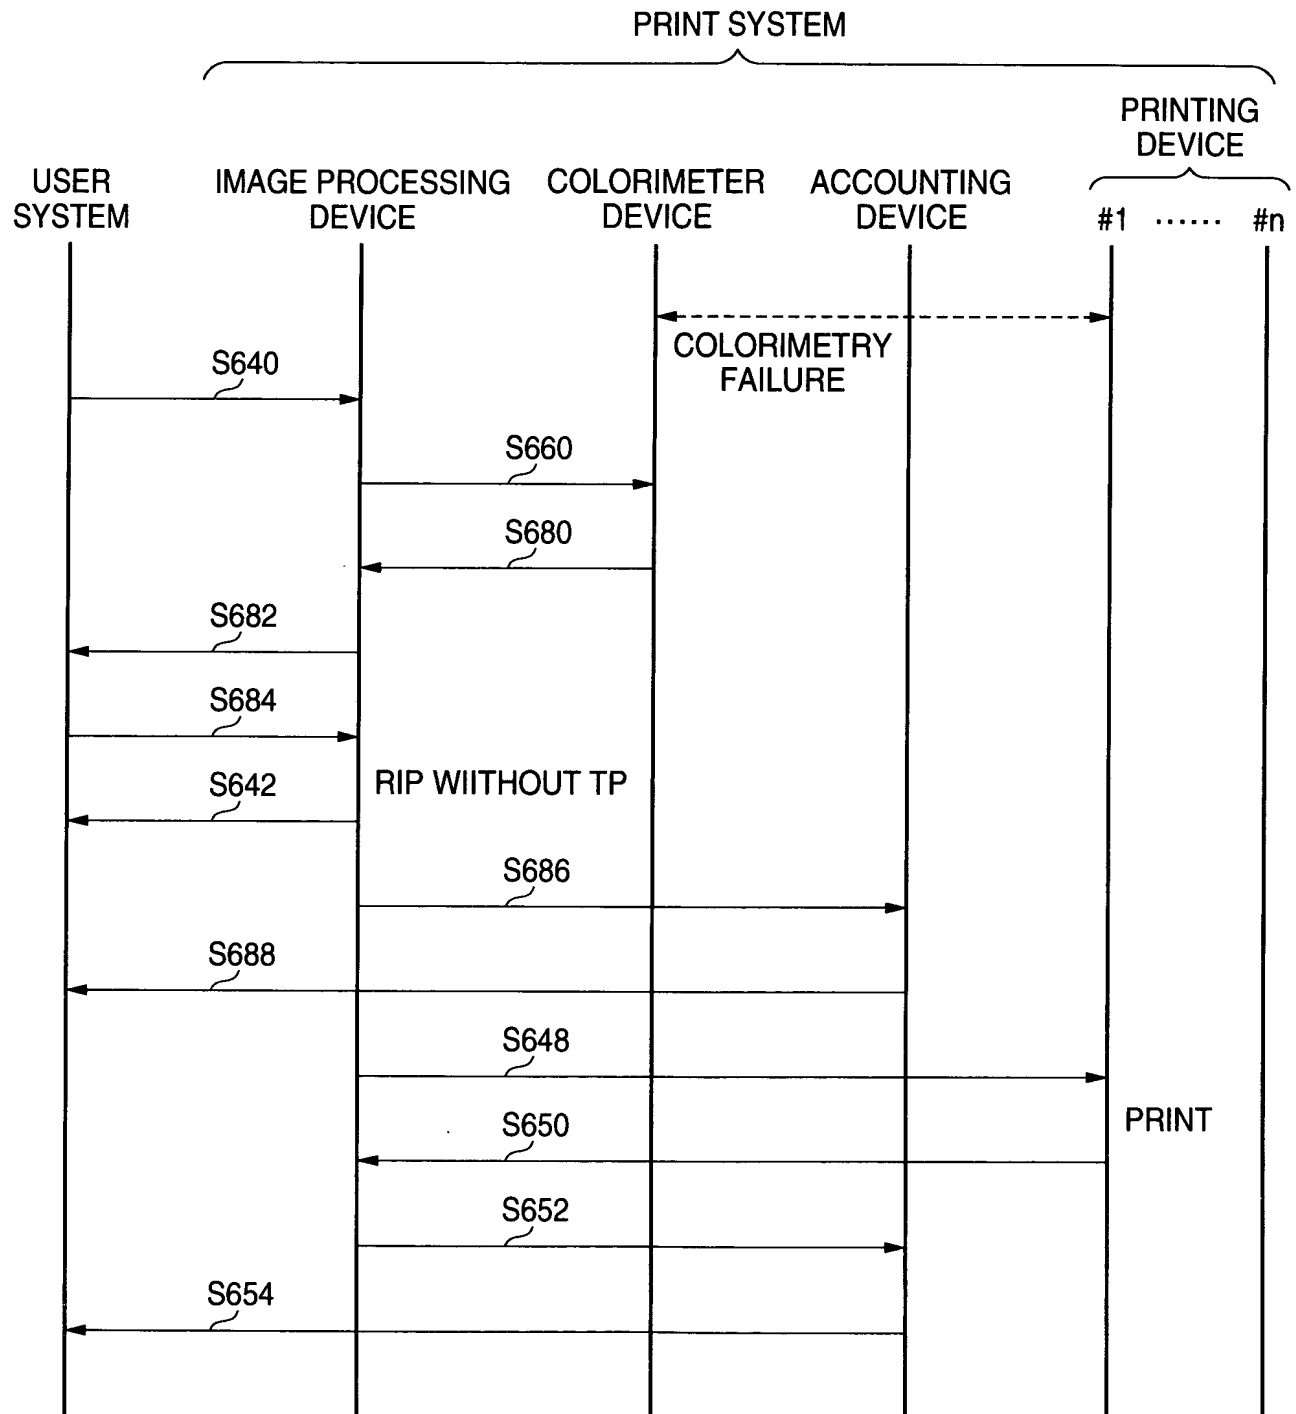 PRINT SYSTEM
PRINTING
DEVICE
USER
SYSTEM
IMAGE PROCESSING
DEVICE
COLORIMETER
DEVICE
ACCOUNTING
DEVICE
#1 ...... #n
COLORIMETRY
FAILURE
S640
S660
S680
S682
S684
RIP WIITHOUT TP
S642
S686
S688
S648
PRINT
S650
S652
S654